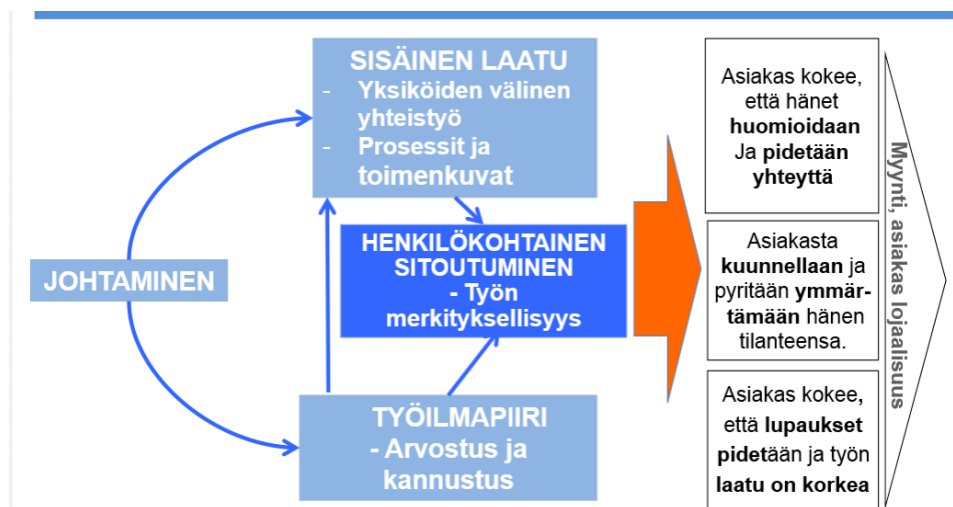 JOHTAMINEN
SISÄINEN LAATU
- Yksiköiden välinen
yhteistyö
- Prosessit ja
toimenkuvat
HENKILÖKOHTAINEN
SITOUTUMINEN
- Työn
merkityksellisyys
TYÖILMAPIIRI
- Arvostus ja
kannustus
Asiakas kokee,
että hänet
huomioidaan
Ja pidetään
yhteyttä
Asiakasta
kuunnellaan ja
pyritään ymmär-
tämään hänen
tilanteensa.
Asiakas kokee,
että lupaukset
pidetään ja työn
laatu on korkea
Myynti, asiakas lojaalisuus